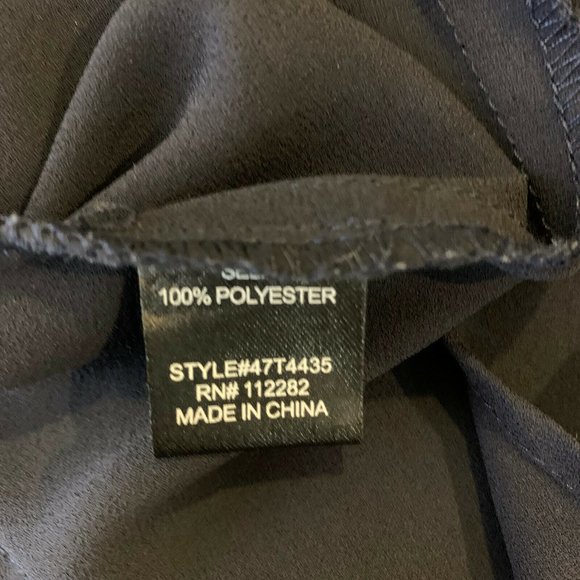 100% POLYESTER
STYLE#47T4435
RN# 112282
MADE IN CHINA